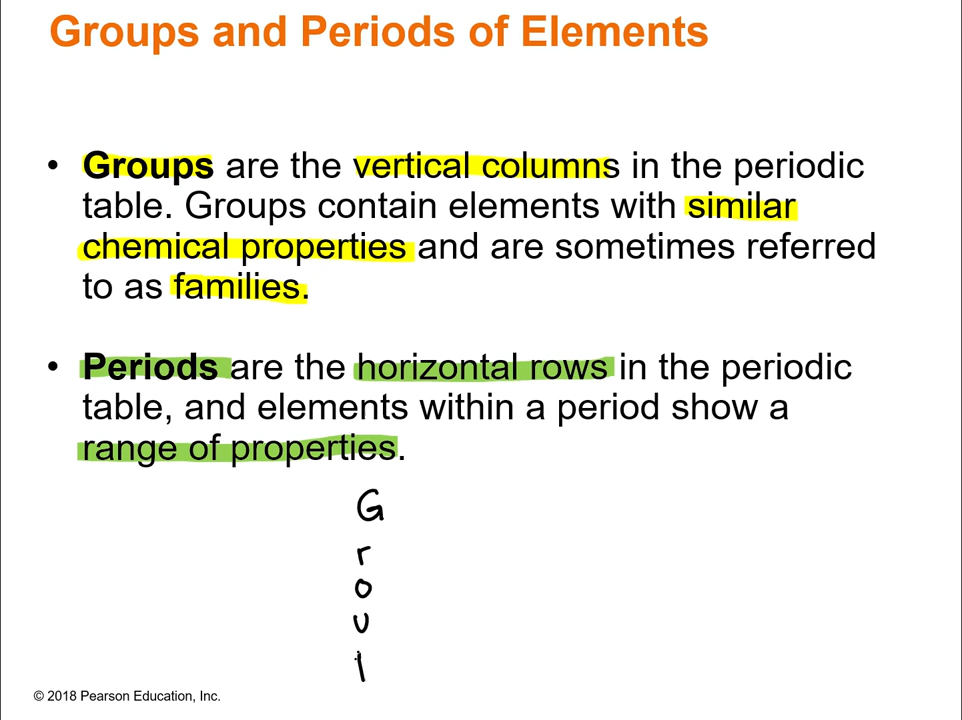 Groups and Periods of Elements
• Groups are the vertical columns in the periodic
table. Groups contain elements with similar
chemical properties and are sometimes referred
to as families.
• Periods are the horizontal rows in the periodic
table, and elements within a period show a
range of properties.
G
r
o
u
l
© 2018 Pearson Education, Inc.